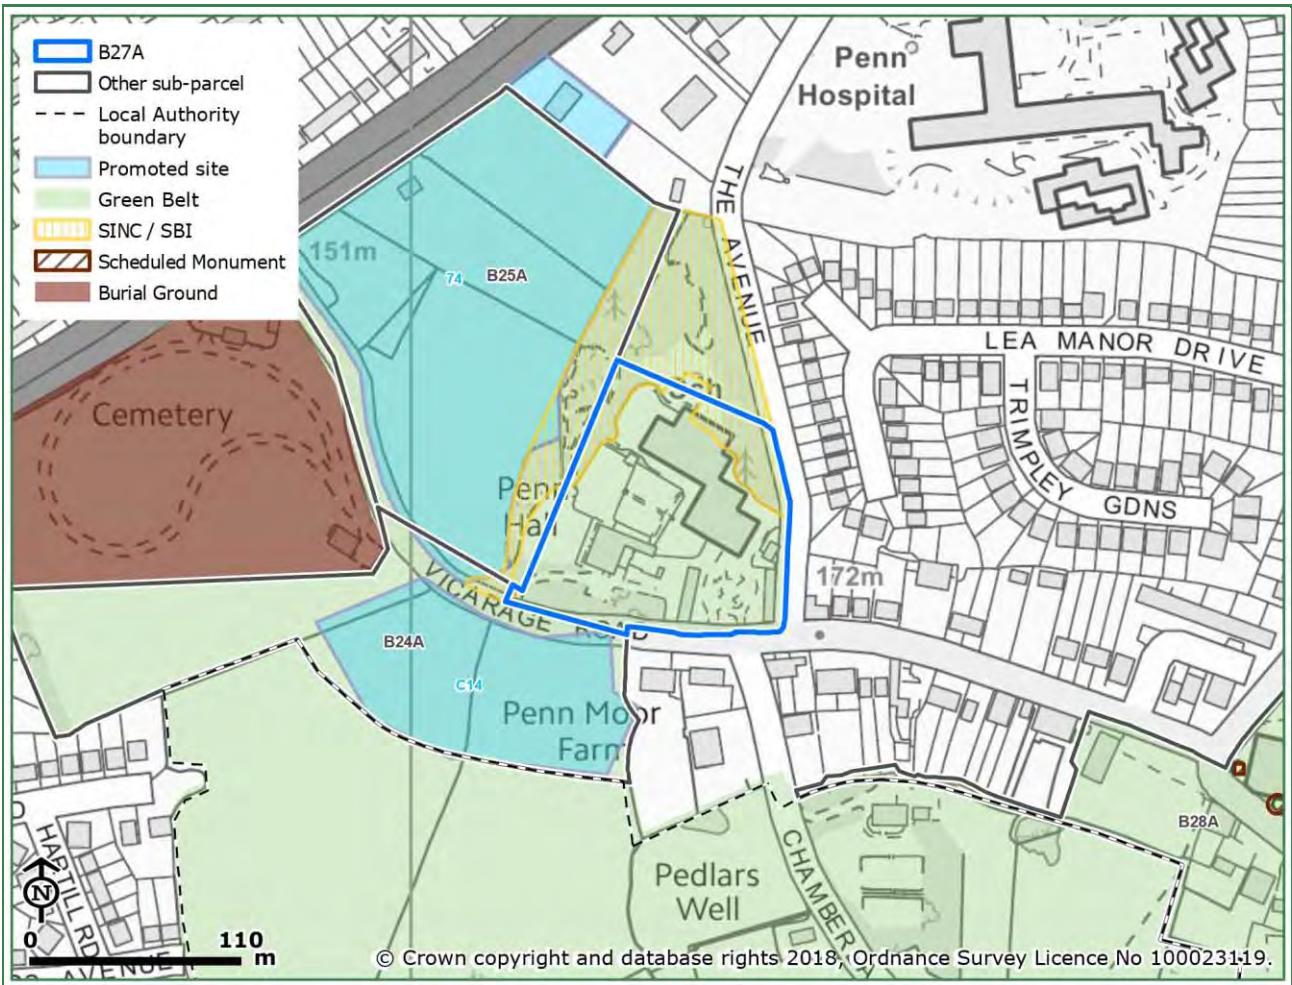 B27A
Other sub-parcel
Local Authority
boundary
Promoted site
Green Belt
SINC / SBI
Scheduled Monument
Burial Ground
Penn
Hospital
THE AVENUE
151m
74
B25A
LEA MANOR DRIVE
TRIMPLEY
GDNS
Cemetery
Penn
Hall
172m
VICARAGE ROAD
B24A
C14
Penn Moor
Farm
B28A
Pedlars
Well
HARTILL RD
AVENUE
N
0 110
m
© Crown copyright and database rights 2018, Ordnance Survey Licence No 100023119.